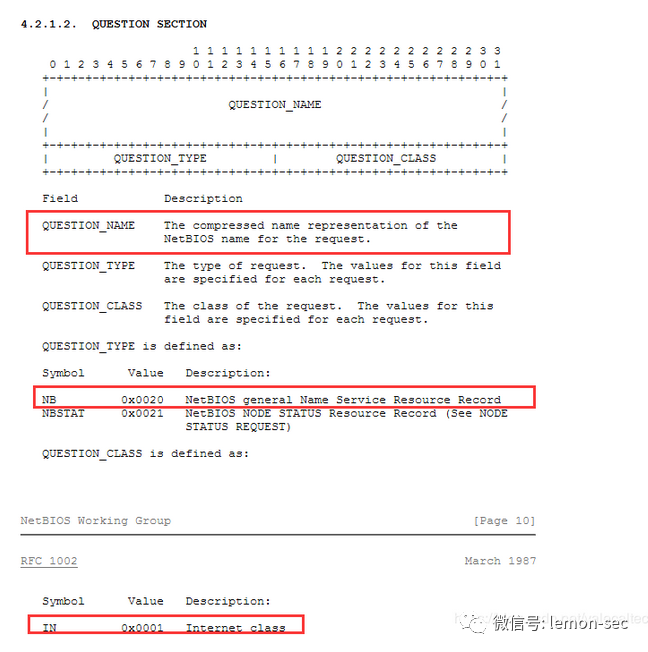 4.2.1.2.  QUESTION SECTION
                     1 1 1 1 1 1 1 1 1 1 2 2 2 2 2 2 2 2 2 2 3 3
 0 1 2 3 4 5 6 7 8 9 0 1 2 3 4 5 6 7 8 9 0 1 2 3 4 5 6 7 8 9 0 1
+-+-+-+-+-+-+-+-+-+-+-+-+-+-+-+-+-+-+-+-+-+-+-+-+-+-+-+-+-+-+-+-+
|                                                               |
/                         QUESTION_NAME                         /
/                                                               /
|                                                               |
+-+-+-+-+-+-+-+-+-+-+-+-+-+-+-+-+-+-+-+-+-+-+-+-+-+-+-+-+-+-+-+-+
|         QUESTION_TYPE         |        QUESTION_CLASS         |
+-+-+-+-+-+-+-+-+-+-+-+-+-+-+-+-+-+-+-+-+-+-+-+-+-+-+-+-+-+-+-+-+
Field            Description
QUESTION_NAME    The compressed name representation of the
NetBIOS name for the request.
QUESTION_TYPE    The type of request.  The values for this field
are specified for each request.
QUESTION_CLASS   The class of the request.  The values for this
field are specified for each request.
QUESTION_TYPE is defined as:
Symbol      Value   Description:
NB          0x0020   NetBIOS general Name Service Resource Record
NBSTAT      0x0021   NetBIOS NODE STATUS Resource Record (See NODE
STATUS REQUEST)
QUESTION_CLASS is defined as:
NetBIOS Working Group                                          [Page 10]
RFC 1002                                                      March 1987
Symbol      Value   Description:
IN          0x0001   Internet class
微信号: lemon-sec